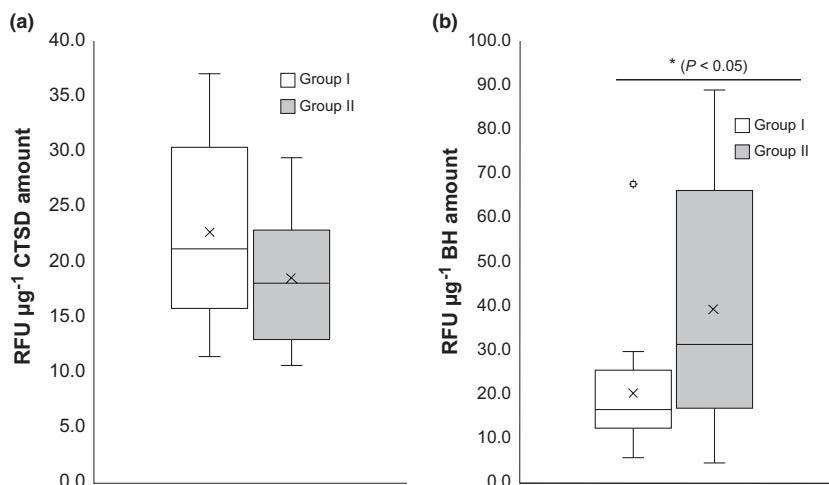 (a)
RFU µg⁻¹ CTSD amount
40.0
35.0
30.0
25.0
20.0
15.0
10.0
5.0
0.0
Group I
Group II
(b)
RFU µg⁻¹ BH amount
100.0
90.0
80.0
70.0
60.0
50.0
40.0
30.0
20.0
10.0
0.0
* (P < 0.05)
Group I
Group II